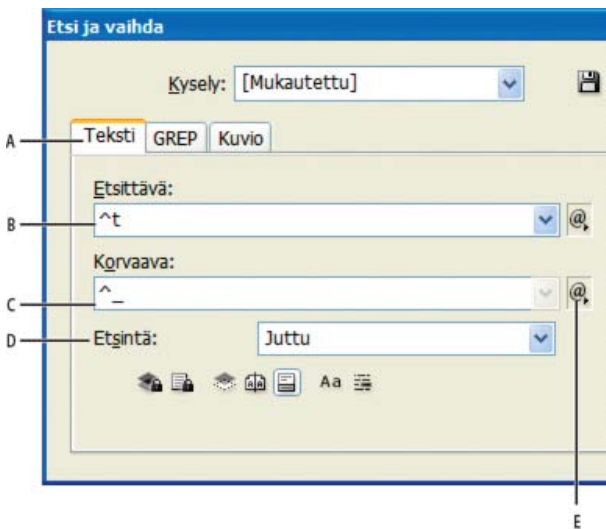 Etsi ja vaihda
Kysely: [Mukautettu]
A Teksti GREP Kuvio
Etsittävä:
B ^t @
Korvaava:
C ^_ @
D Etsintä: Juttu
Aa
E